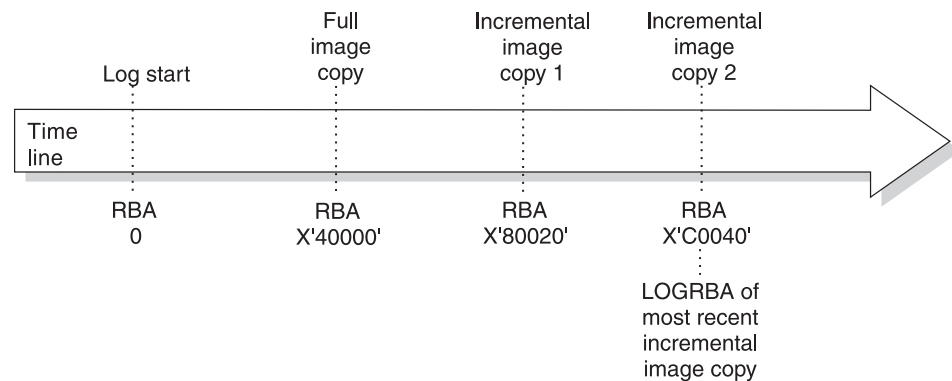 Log start
Full
image
copy
Incremental
image
copy 1
Incremental
image
copy 2
Time
line
RBA
0
RBA
X'40000'
RBA
X'80020'
RBA
X'C0040'
LOGRBA of
most recent
incremental
image copy